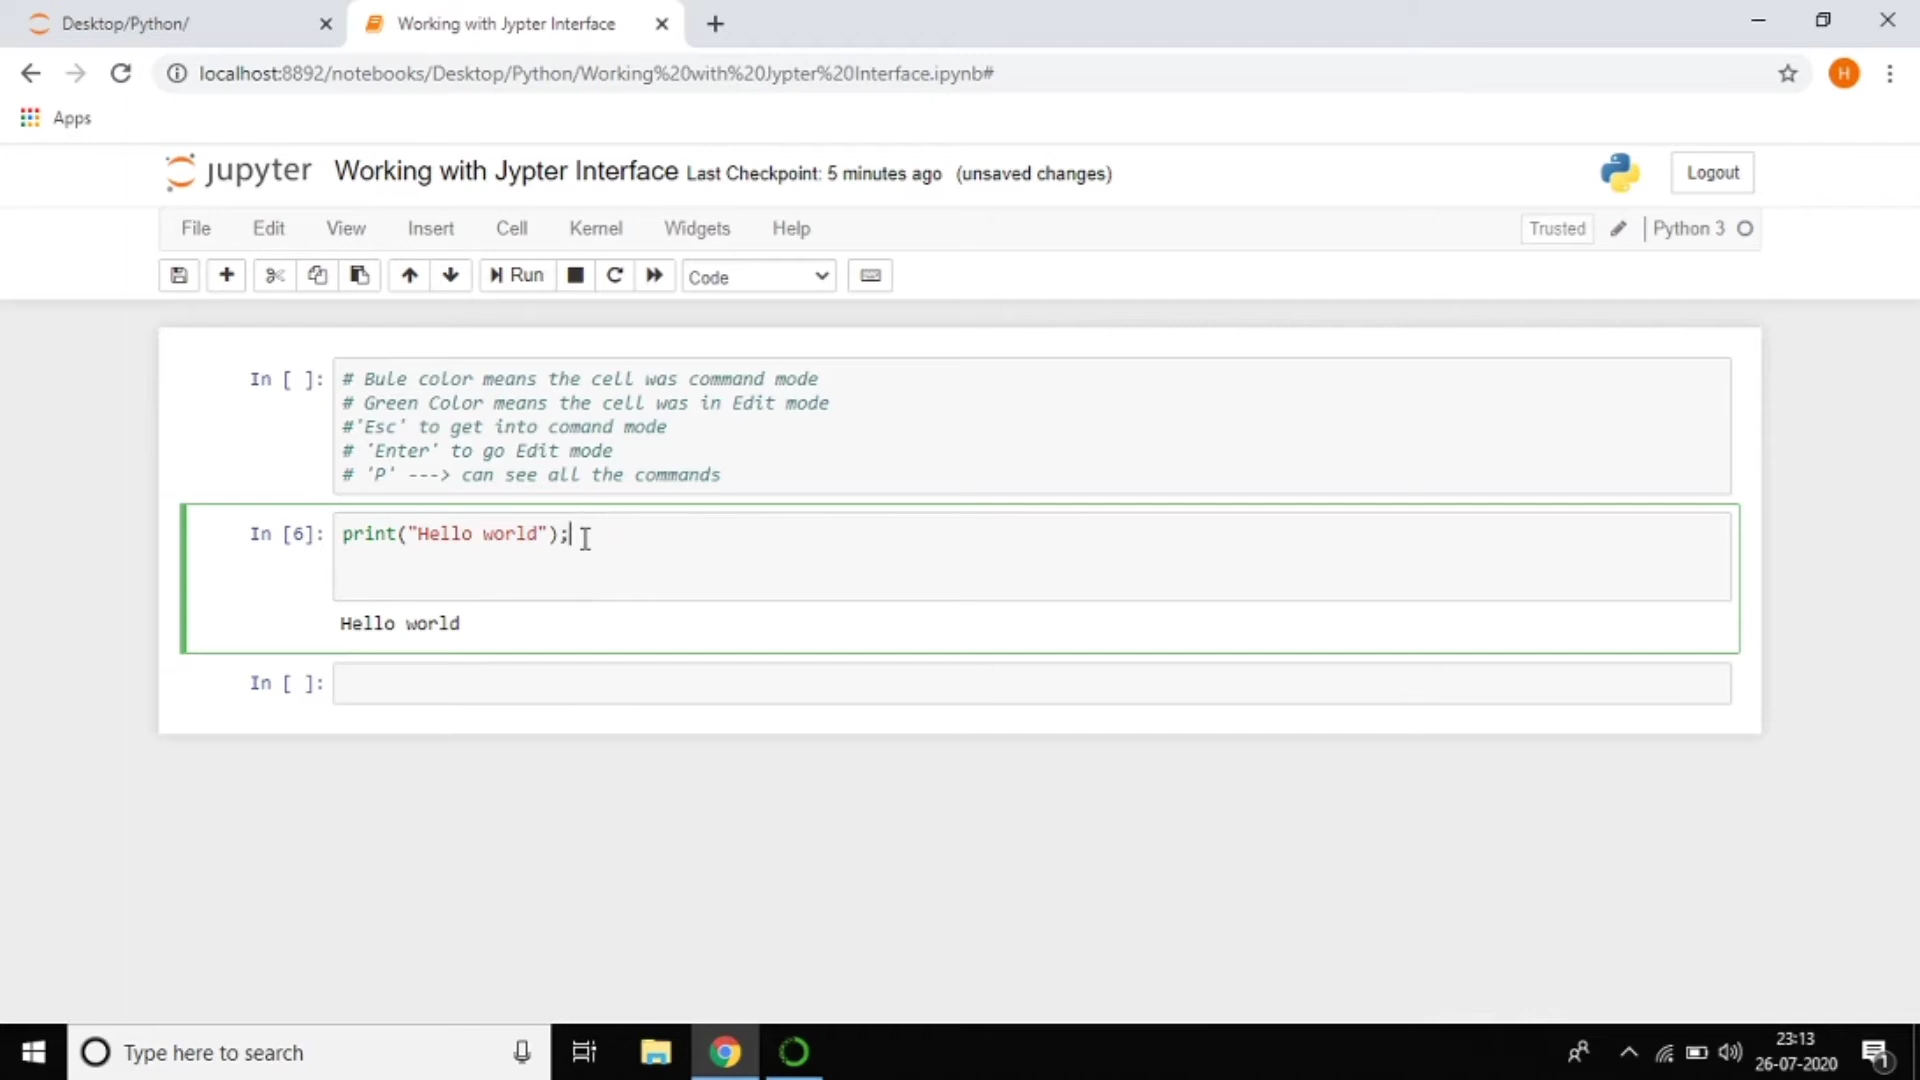 Desktop/Python/
Working with Jypter Interface
localhost:8892/notebooks/Desktop/Python/Working%20with%20Jypter%20Interface.ipynb#
H
Apps
jupyter Working with Jypter Interface Last Checkpoint: 5 minutes ago (unsaved changes)
Logout
File Edit View Insert Cell Kernel Widgets Help
Trusted Python 3
Run Code
In [ ]: # Bule color means the cell was command mode
# Green Color means the cell was in Edit mode
#'Esc' to get into comand mode
# 'Enter' to go Edit mode
# 'P' ---> can see all the commands
In [6]: print("Hello world");
Hello world
In [ ]:
Type here to search
23:13
26-07-2020
1